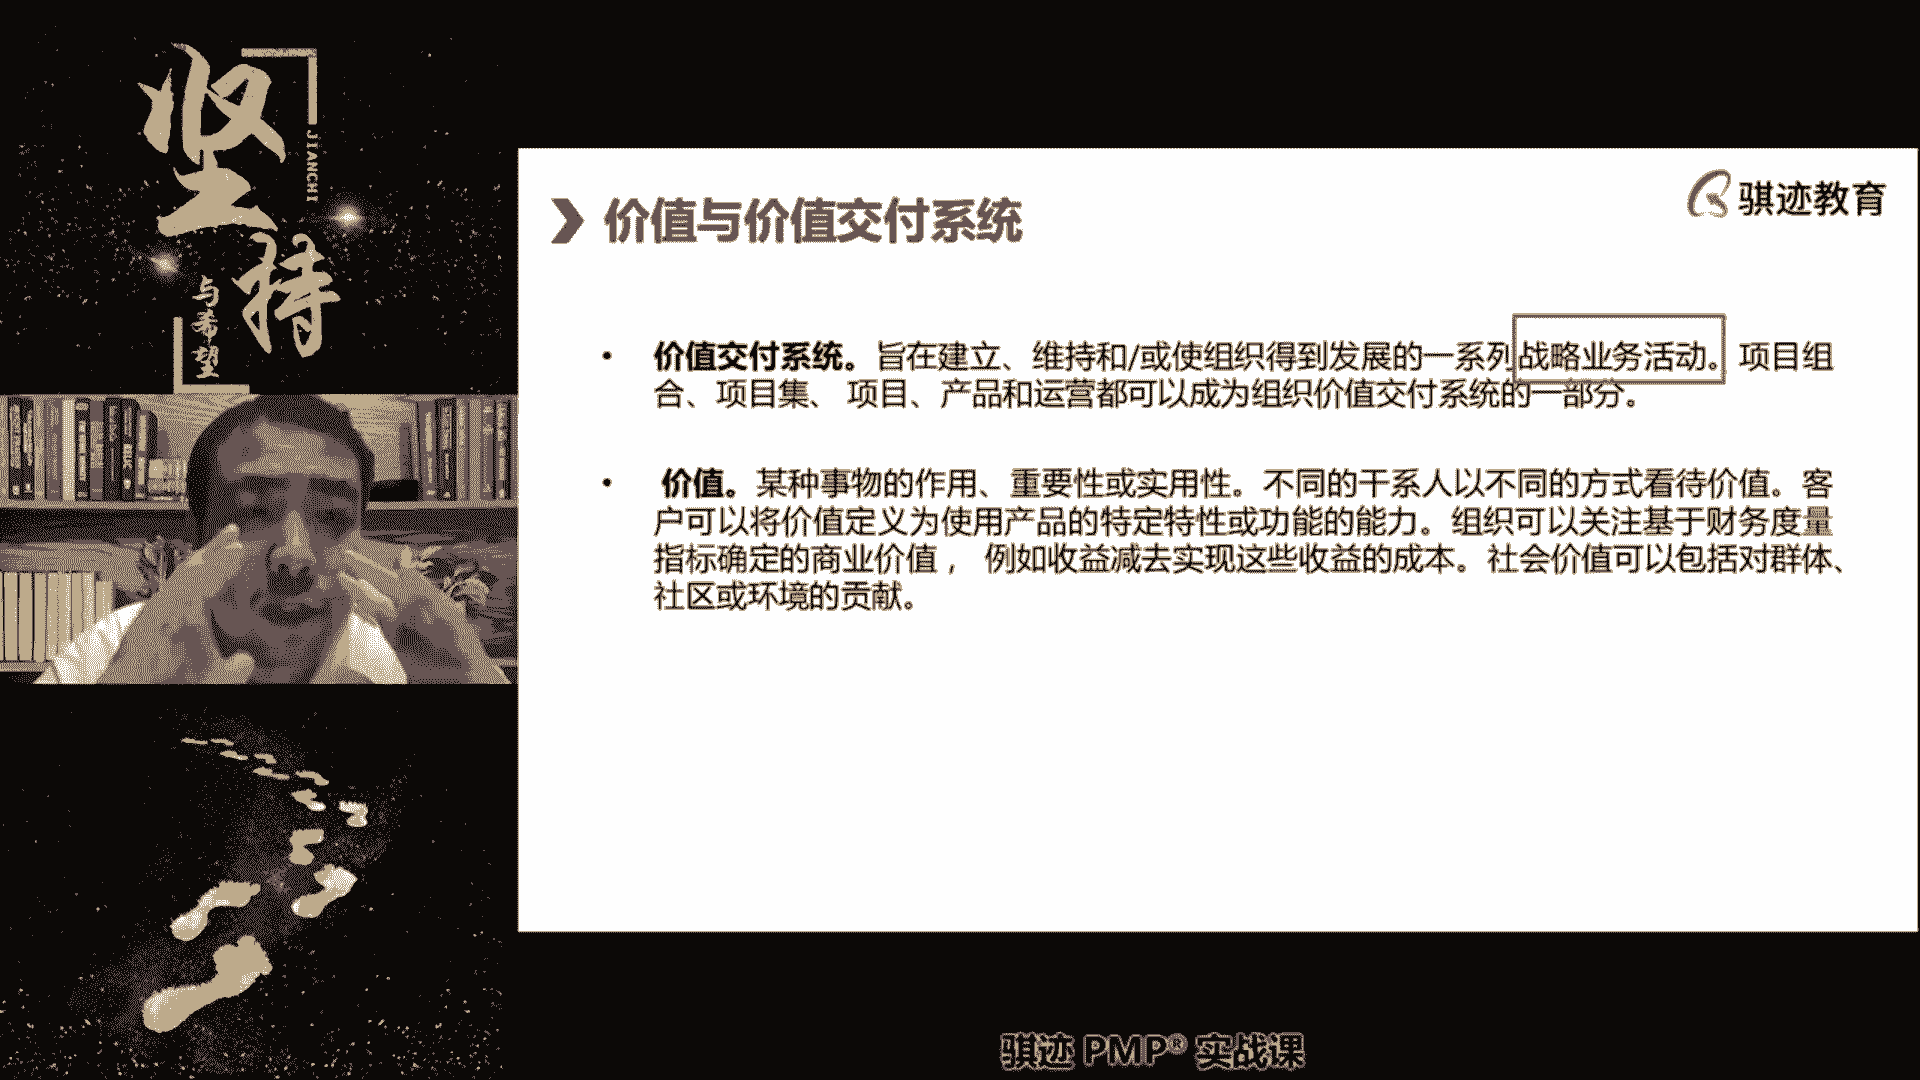 坚持
JIANCHI
与希望
骐迹教育
价值与价值交付系统
• 价值交付系统。旨在建立、维持和/或使组织得到发展的一系列战略业务活动。项目组
合、项目集、 项目、产品和运营都可以成为组织价值交付系统的一部分。
• 价值。某种事物的作用、重要性或实用性。不同的干系人以不同的方式看待价值。客
户可以将价值定义为使用产品的特定特性或功能的能力。组织可以关注基于财务度量
指标确定的商业价值， 例如收益减去实现这些收益的成本。社会价值可以包括对群体、
社区或环境的贡献。
骐迹 PMP® 实战课